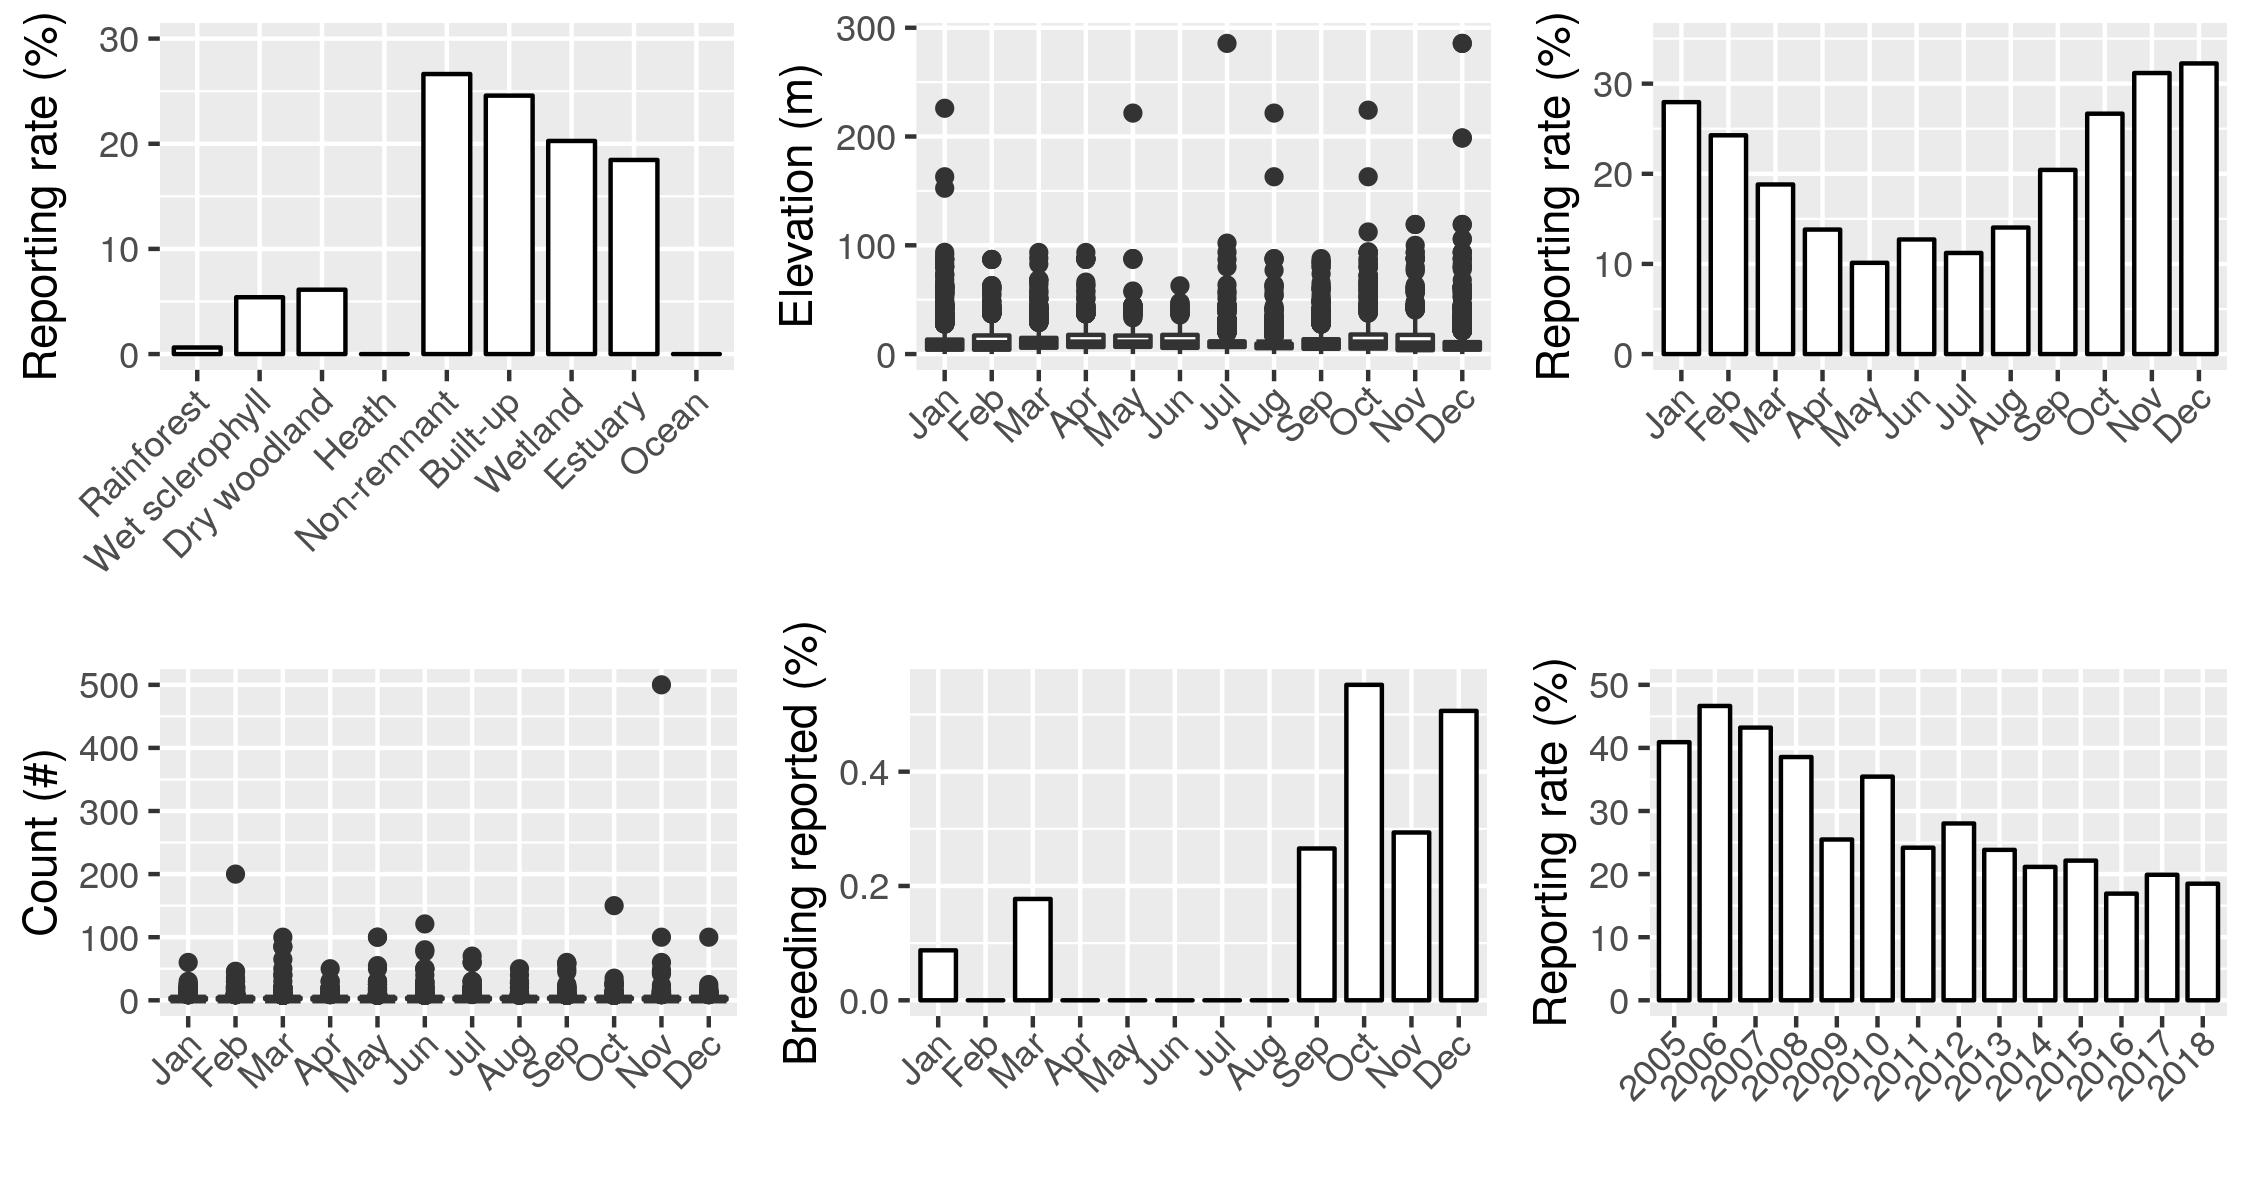 Reporting rate (%)
30
20
10
0
Rainforest
Wet sclerophyll
Dry woodland
Heath
Non-remnant
Built-up
Wetland
Estuary
Ocean
Elevation (m)
300
200
100
0
Jan
Feb
Mar
Apr
May
Jun
Jul
Aug
Sep
Oct
Nov
Dec
Reporting rate (%)
30
20
10
0
Jan
Feb
Mar
Apr
May
Jun
Jul
Aug
Sep
Oct
Nov
Dec
Count (#)
500
400
300
200
100
0
Jan
Feb
Mar
Apr
May
Jun
Jul
Aug
Sep
Oct
Nov
Dec
Breeding reported (%)
0.4
0.2
0.0
Jan
Feb
Mar
Apr
May
Jun
Jul
Aug
Sep
Oct
Nov
Dec
Reporting rate (%)
50
40
30
20
10
0
2005
2006
2007
2008
2009
2010
2011
2012
2013
2014
2015
2016
2017
2018